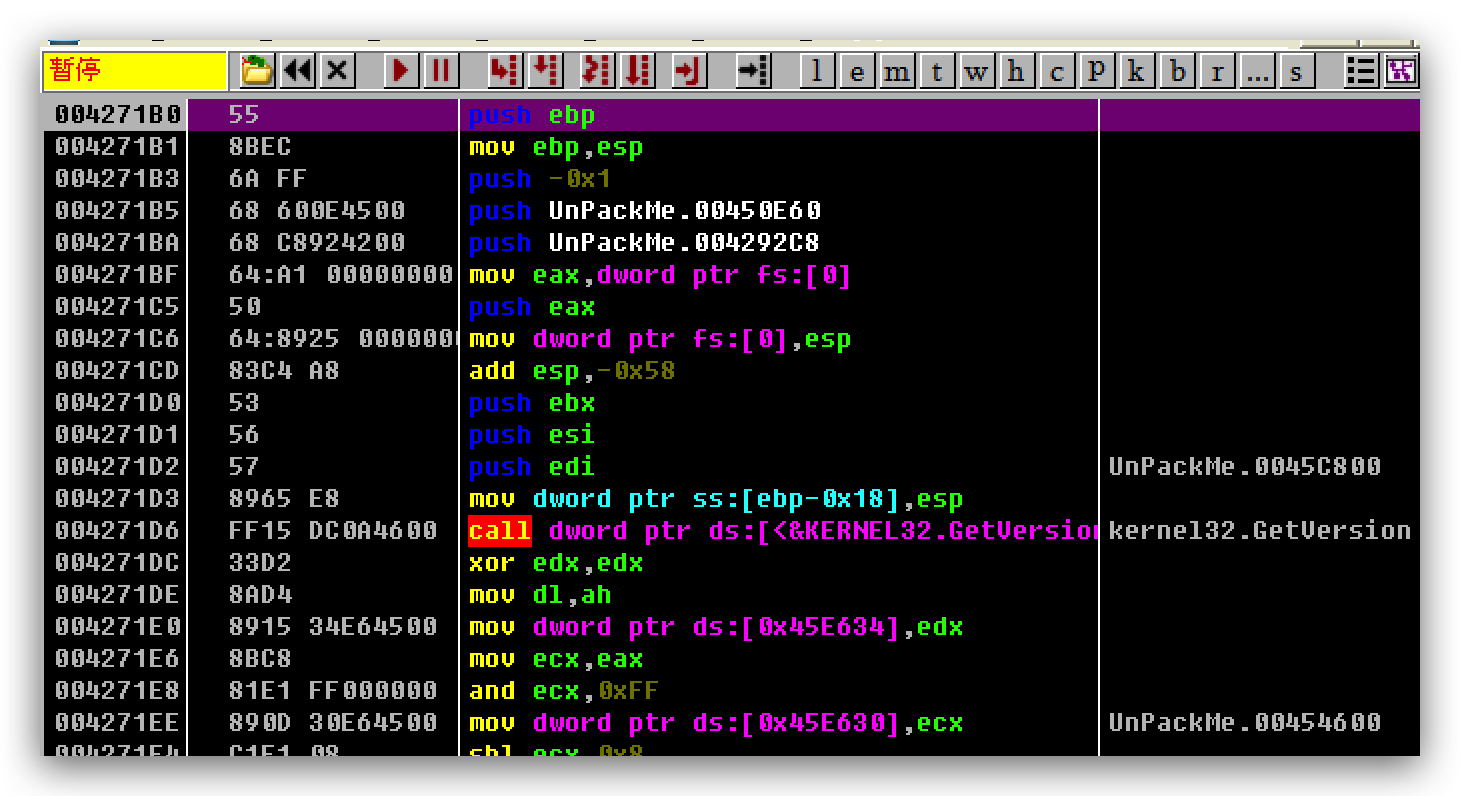 暂停 l e m t w h c P k b r ... s
004271B0 55 push ebp
004271B1 8BEC mov ebp,esp
004271B3 6A FF push -0x1
004271B5 68 600E4500 push UnPackMe.00450E60
004271BA 68 C8924200 push UnPackMe.004292C8
004271BF 64:A1 00000000 mov eax,dword ptr fs:[0]
004271C5 50 push eax
004271C6 64:8925 000000 mov dword ptr fs:[0],esp
004271CD 83C4 A8 add esp,-0x58
004271D0 53 push ebx
004271D1 56 push esi
004271D2 57 push edi UnPackMe.0045C800
004271D3 8965 E8 mov dword ptr ss:[ebp-0x18],esp
004271D6 FF15 DC0A4600 call dword ptr ds:[<&KERNEL32.GetVersion kernel32.GetVersion
004271DC 33D2 xor edx,edx
004271DE 8AD4 mov dl,ah
004271E0 8915 34E64500 mov dword ptr ds:[0x45E634],edx
004271E6 8BC8 mov ecx,eax
004271E8 81E1 FF000000 and ecx,0xFF
004271EE 890D 30E64500 mov dword ptr ds:[0x45E630],ecx UnPackMe.00454600
004271F4 C1E1 08 shl ecx,0x8